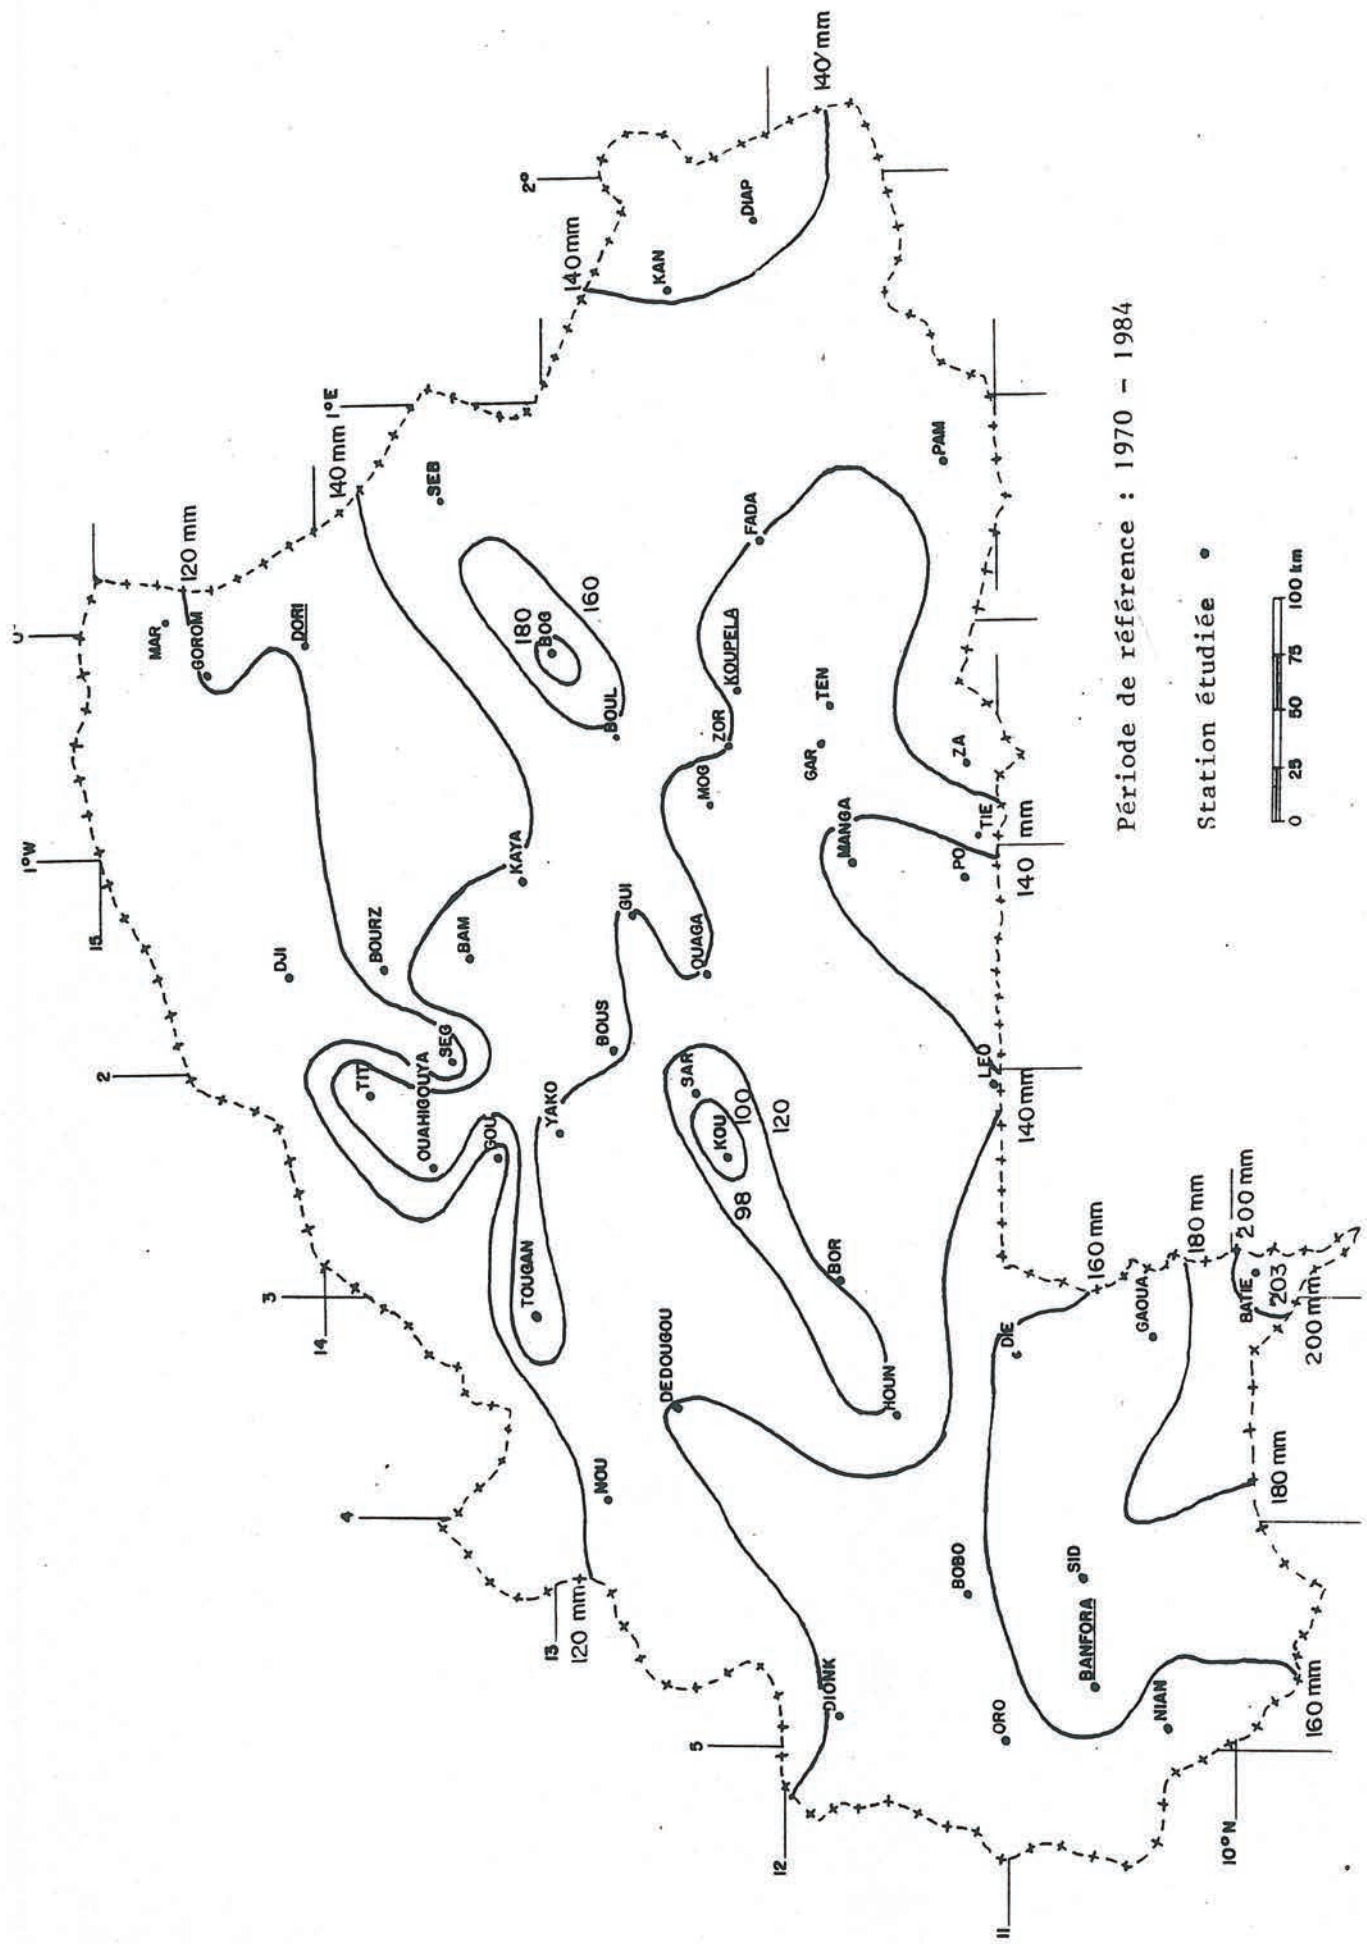 0°
MAR
120 mm
GOROM
DORI
1°W
15
140 mm
1°E
SEB
DJI
BOURZ
BAM
KAYA
180
BOG
160
BOUL
2
TIT
OUAHIGOUYA
SEG
GOU
YAKO
BOUS
GUI
OUAGA
MOG
ZOR
KOUPELA
FADA
2°
140 mm
KAN
DIAP
140 mm
3
14
TOUGAN
SAR
KOU
100
120
98
BOR
DEDOUGOU
HOUN
4
NOU
13
120 mm
GAR
TEN
MANGA
PO
TIE
ZA
PAM
140 mm
LEO
140 mm
5
12
DIONK
BOBO
ORO
SID
BANFORA
NIAN
DIE
160 mm
GAOUA
180 mm
BATIE
203
200 mm
200 mm
180 mm
160 mm
10°N
11
Période de référence : 1970 - 1984
Station étudiée
0 25 50 75 100 km